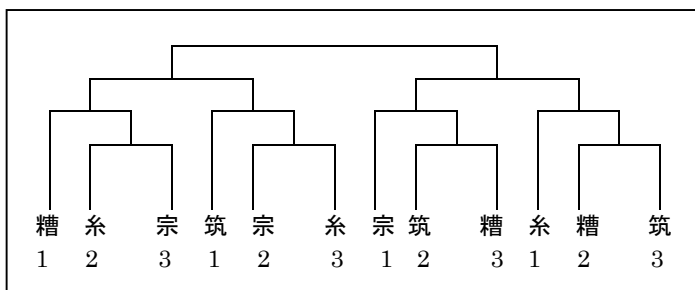 糟 糸 宗 筑 宗 糸 宗 筑 糟 糸 糟 筑
1 2 3 1 2 3 1 2 3 1 2 3